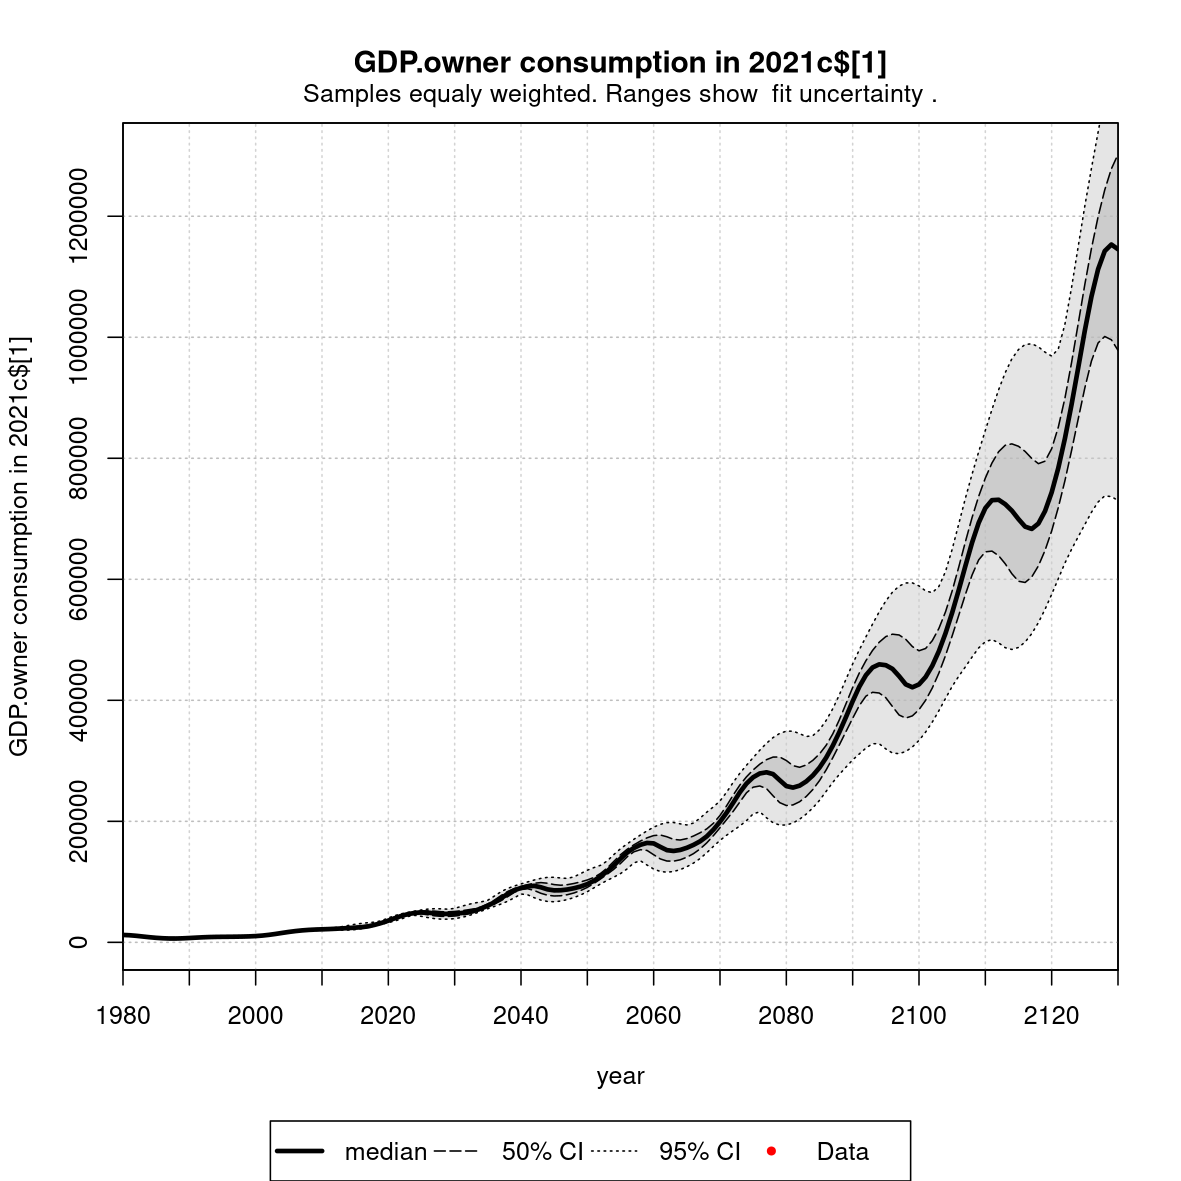 GDP.owner consumption in 2021c$[1]
Samples equaly weighted. Ranges show  fit uncertainty .
GDP.owner consumption in 2021c$[1]
1200000
1000000
800000
600000
400000
200000
0
1980 2000 2020 2040 2060 2080 2100 2120
year
median 50% CI 95% CI Data